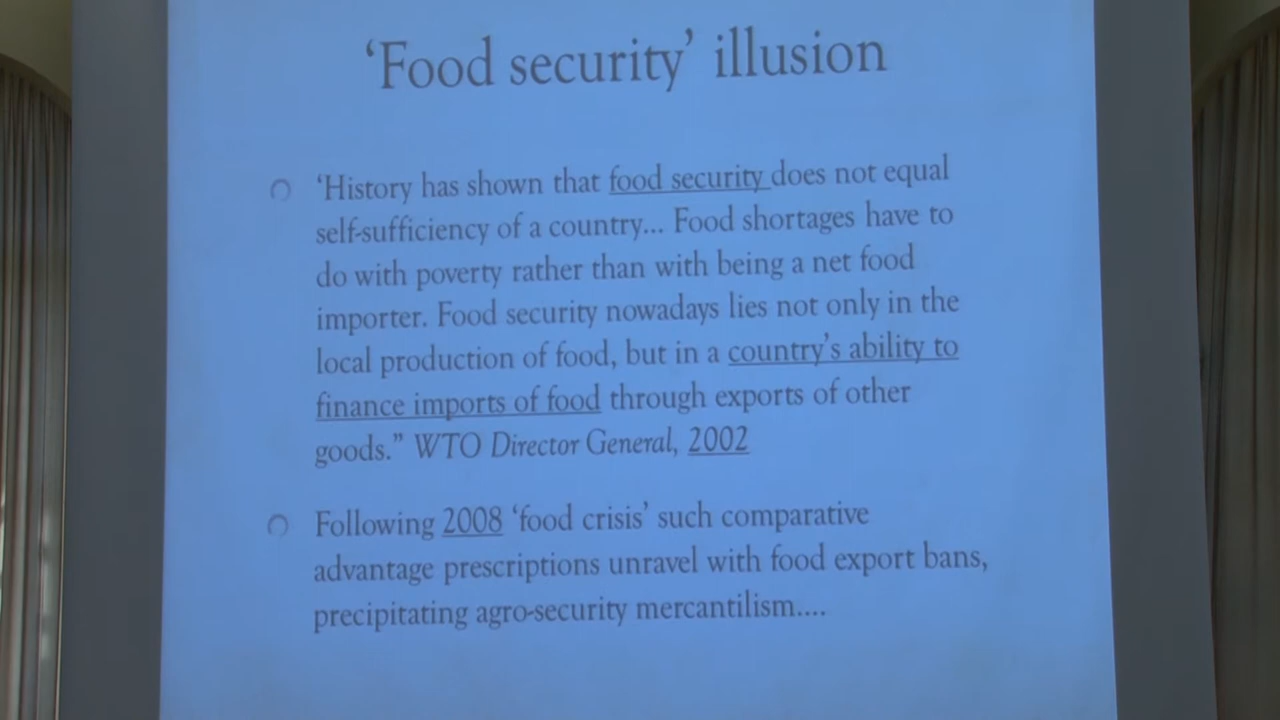 ‘Food security’ illusion
‘History has shown that food security does not equal
self-sufficiency of a country... Food shortages have to
do with poverty rather than with being a net food
importer. Food security nowadays lies not only in the
local production of food, but in a country’s ability to
finance imports of food through exports of other
goods.” WTO Director General, 2002
Following 2008 ‘food crisis’ such comparative
advantage prescriptions unravel with food export bans,
precipitating agro-security mercantilism....